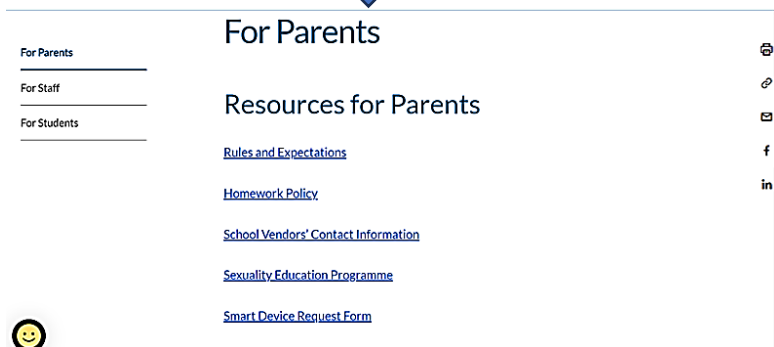 For Parents
For Staff
For Students
For Parents
Resources for Parents
Rules and Expectations
Homework Policy
School Vendors' Contact Information
Sexuality Education Programme
Smart Device Request Form
f
in